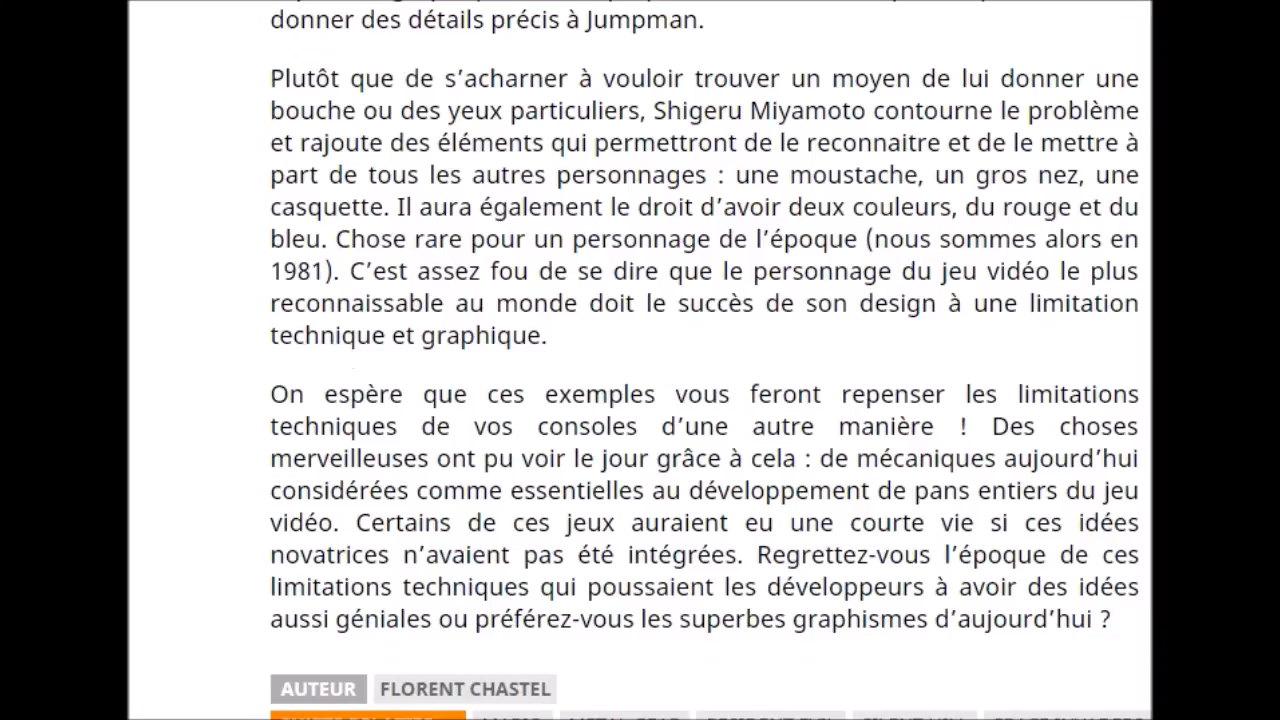 donner des détails précis à Jumpman.
Plutôt que de s’acharner à vouloir trouver un moyen de lui donner une
bouche ou des yeux particuliers, Shigeru Miyamoto contourne le problème
et rajoute des éléments qui permettront de le reconnaitre et de le mettre à
part de tous les autres personnages : une moustache, un gros nez, une
casquette. Il aura également le droit d’avoir deux couleurs, du rouge et du
bleu. Chose rare pour un personnage de l’époque (nous sommes alors en
1981). C’est assez fou de se dire que le personnage du jeu vidéo le plus
reconnaissable au monde doit le succès de son design à une limitation
technique et graphique.
On espère que ces exemples vous feront repenser les limitations
techniques de vos consoles d’une autre manière ! Des choses
merveilleuses ont pu voir le jour grâce à cela : de mécaniques aujourd’hui
considérées comme essentielles au développement de pans entiers du jeu
vidéo. Certains de ces jeux auraient eu une courte vie si ces idées
novatrices n’avaient pas été intégrées. Regrettez-vous l’époque de ces
limitations techniques qui poussaient les développeurs à avoir des idées
aussi géniales ou préférez-vous les superbes graphismes d’aujourd’hui ?
AUTEUR FLORENT CHASTEL